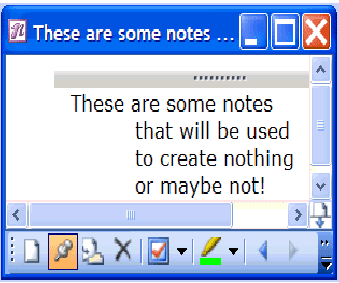 These are some notes ...
These are some notes
that will be used
to create nothing
or maybe not!